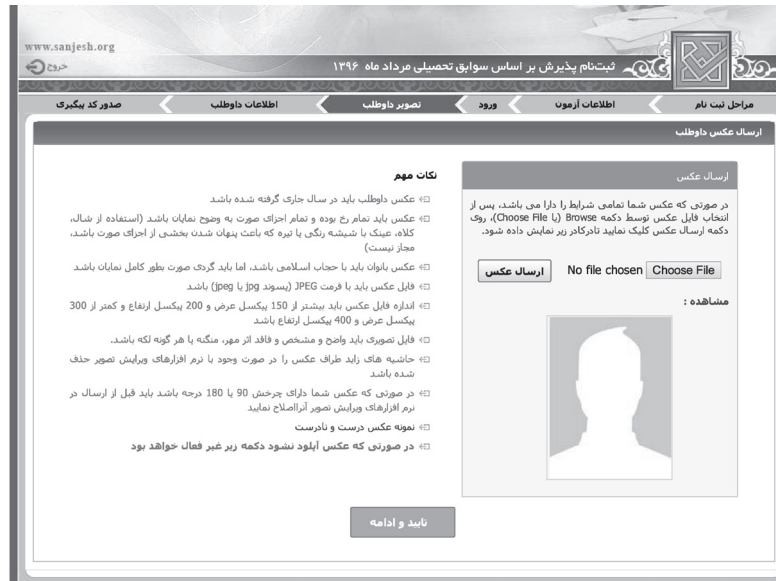 www.sanjesh.org
خروج
ثبت‌نام پذیرش بر اساس سوابق تحصیلی مرداد ماه ۱۳۹۶
مراحل ثبت نام
اطلاعات آزمون
ورود
تصویر داوطلب
اطلاعات داوطلب
صدور کد پیگیری
ارسال عکس داوطلب
ارسال عکس
در صورتی که عکس شما تمامی شرایط را دارا می باشد، پس از
انتخاب فایل عکس توسط دکمه Browse (یا Choose File)، روی
دکمه ارسال عکس کلیک نمایید تادرکادر زیر نمایش داده شود.
Choose File No file chosen
ارسال عکس
مشاهده :
نکات مهم
عکس داوطلب باید در سال جاری گرفته شده باشد
عکس باید تمام رخ بوده و تمام اجزای صورت به وضوح نمایان باشد (استفاده از شال،
کلاه، عینک با شیشه رنگی یا تیره که باعث پنهان شدن بخشی از اجزای صورت باشد،
مجاز نیست)
عکس بانوان باید با حجاب اسلامی باشد، اما باید گردی صورت بطور کامل نمایان باشد
فایل عکس باید با فرمت JPEG (پسوند jpg یا jpeg) باشد
اندازه فایل عکس باید بیشتر از 150 پیکسل عرض و 200 پیکسل ارتفاع و کمتر از 300
پیکسل عرض و 400 پیکسل ارتفاع باشد
فایل تصویری باید واضح و مشخص و فاقد اثر مهر، منگنه یا هر گونه لکه باشد.
حاشیه های زاید طراف عکس را در صورت وجود با نرم افزارهای ویرایش تصویر حذف
شده باشد
در صورتی که عکس شما دارای چرخش 90 یا 180 درجه باشد باید قبل از ارسال در
نرم افزارهای ویرایش تصویر آنرااصلاح نمایید
نمونه عکس درست و نادرست
در صورتی که عکس آپلود نشود دکمه زیر غیر فعال خواهد بود
تایید و ادامه